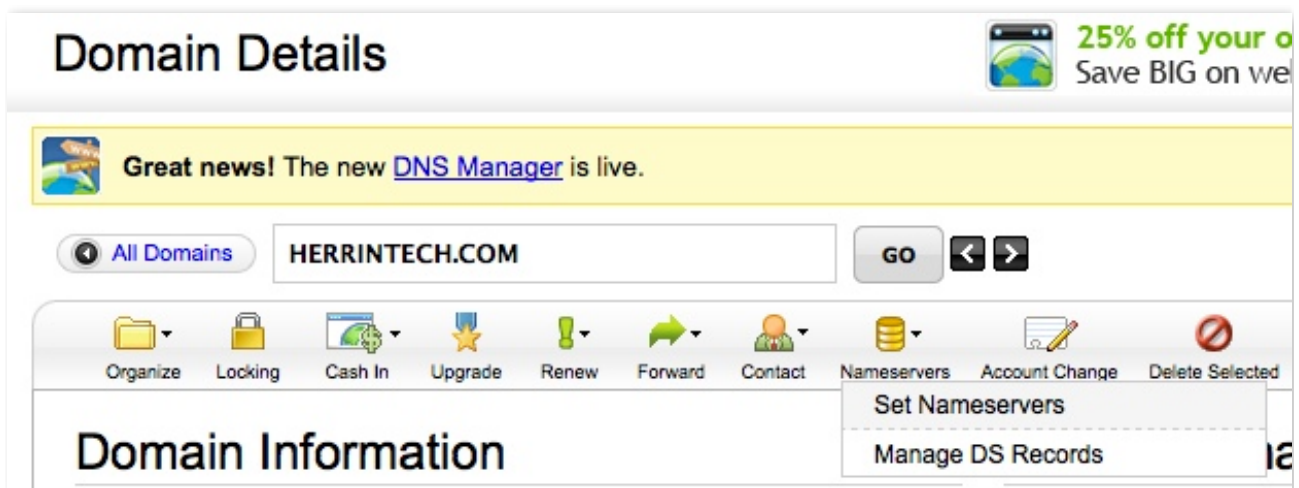 Domain Details
25% off your o
Save BIG on wel
Great news! The new DNS Manager is live.
All Domains
HERRINTECH.COM
GO
Organize Locking Cash In Upgrade Renew Forward Contact Nameservers Account Change Delete Selected
Set Nameservers
Manage DS Records
Domain Information